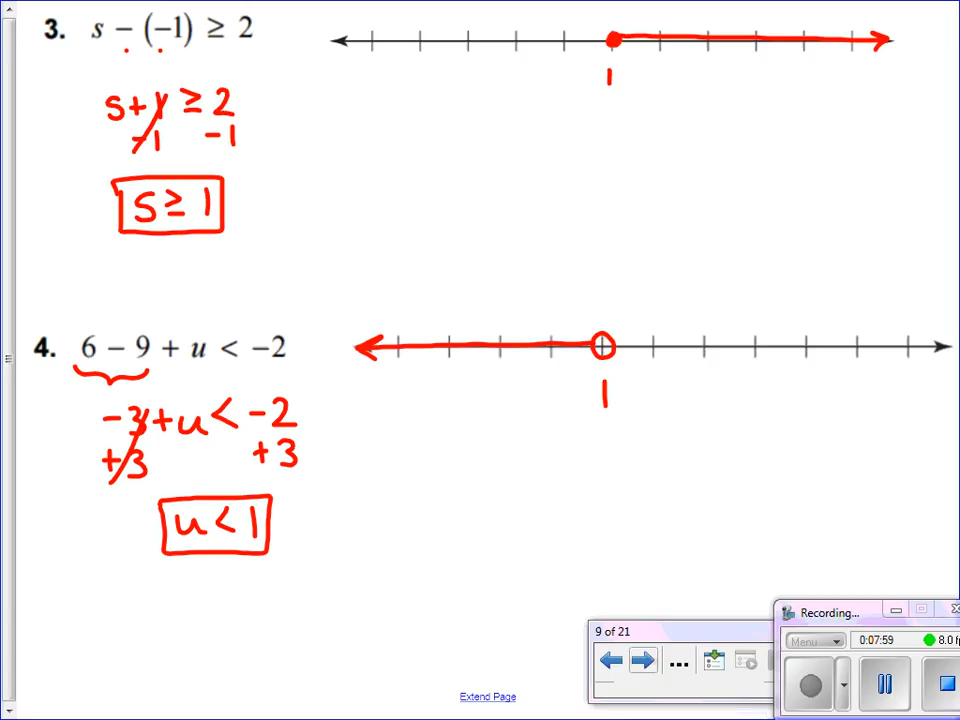 3. s − (−1) ≥ 2
1
s+1 ≥ 2
−1 −1
s ≥ 1
4. 6 − 9 + u < −2
1
−3+u < −2
+3 +3
u < 1
Recording...
Menu 0:07:59 8.0 fp
9 of 21
...
Extend Page